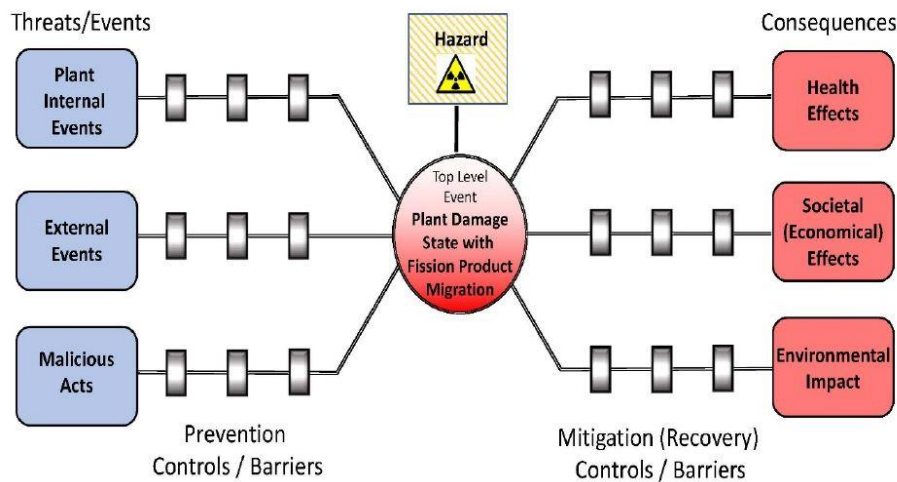 Threats/Events
Plant
Internal
Events
External
Events
Malicious
Acts
Prevention
Controls / Barriers
Hazard
Top Level
Event
Plant Damage
State with
Fission Product
Migration
Consequences
Health
Effects
Societal
(Economical)
Effects
Environmental
Impact
Mitigation (Recovery)
Controls / Barriers